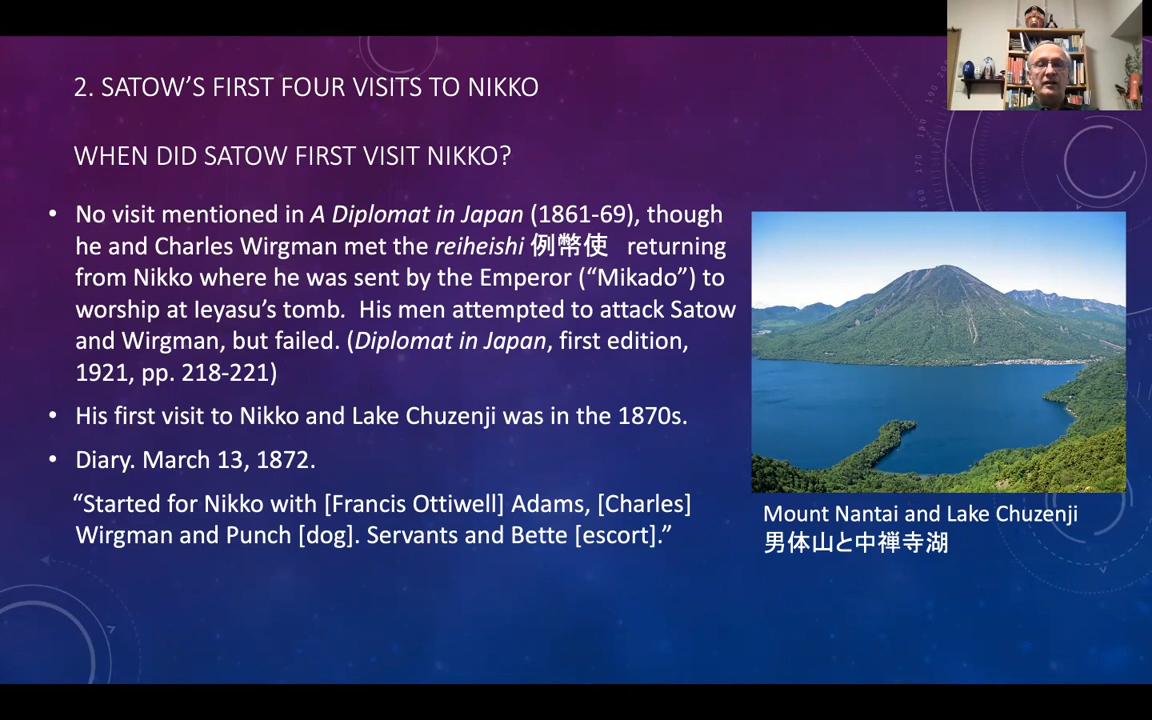 2. SATOW’S FIRST FOUR VISITS TO NIKKO
WHEN DID SATOW FIRST VISIT NIKKO?
• No visit mentioned in A Diplomat in Japan (1861-69), though
he and Charles Wirgman met the reiheishi 例幣使 returning
from Nikko where he was sent by the Emperor (“Mikado”) to
worship at Ieyasu’s tomb. His men attempted to attack Satow
and Wirgman, but failed. (Diplomat in Japan, first edition,
1921, pp. 218-221)
• His first visit to Nikko and Lake Chuzenji was in the 1870s.
• Diary. March 13, 1872.
“Started for Nikko with [Francis Ottiwell] Adams, [Charles]
Wirgman and Punch [dog]. Servants and Bette [escort].”
Mount Nantai and Lake Chuzenji
男体山と中禅寺湖
190
170
160